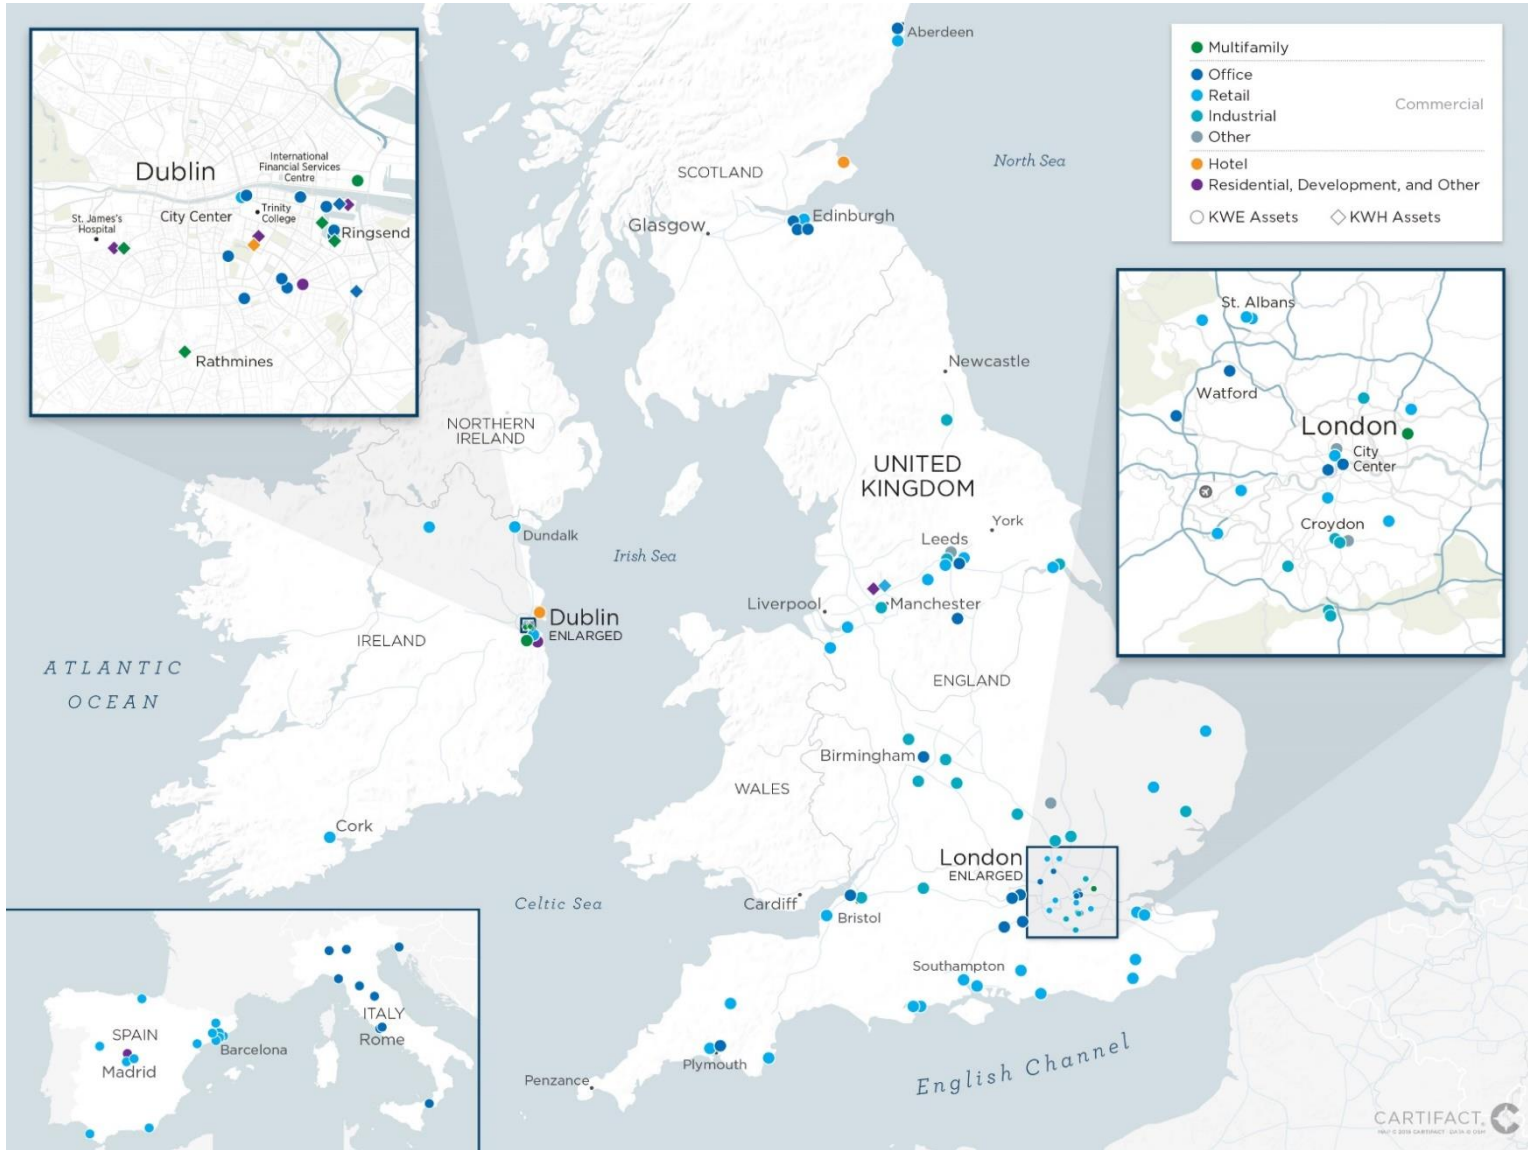 Aberdeen
Multifamily
Office
Retail
Industrial
Other
Commercial
Hotel
Residential, Development, and Other
KWE Assets
KWH Assets
Dublin
International
Financial Services
Centre
City Center
Trinity
College
St. James's
Hospital
Ringsend
Rathmines
North Sea
SCOTLAND
Glasgow
Edinburgh
Newcastle
NORTHERN
IRELAND
UNITED
KINGDOM
York
Leeds
Dundalk
Irish Sea
Liverpool
Manchester
Dublin
ENLARGED
IRELAND
ATLANTIC
OCEAN
ENGLAND
St. Albans
Watford
London
City
Center
Croydon
Birmingham
WALES
Cork
London
ENLARGED
Cardiff
Bristol
Celtic Sea
Southampton
Plymouth
Penzance
English Channel
SPAIN
Madrid
Barcelona
ITALY
Rome
CARTIFACT